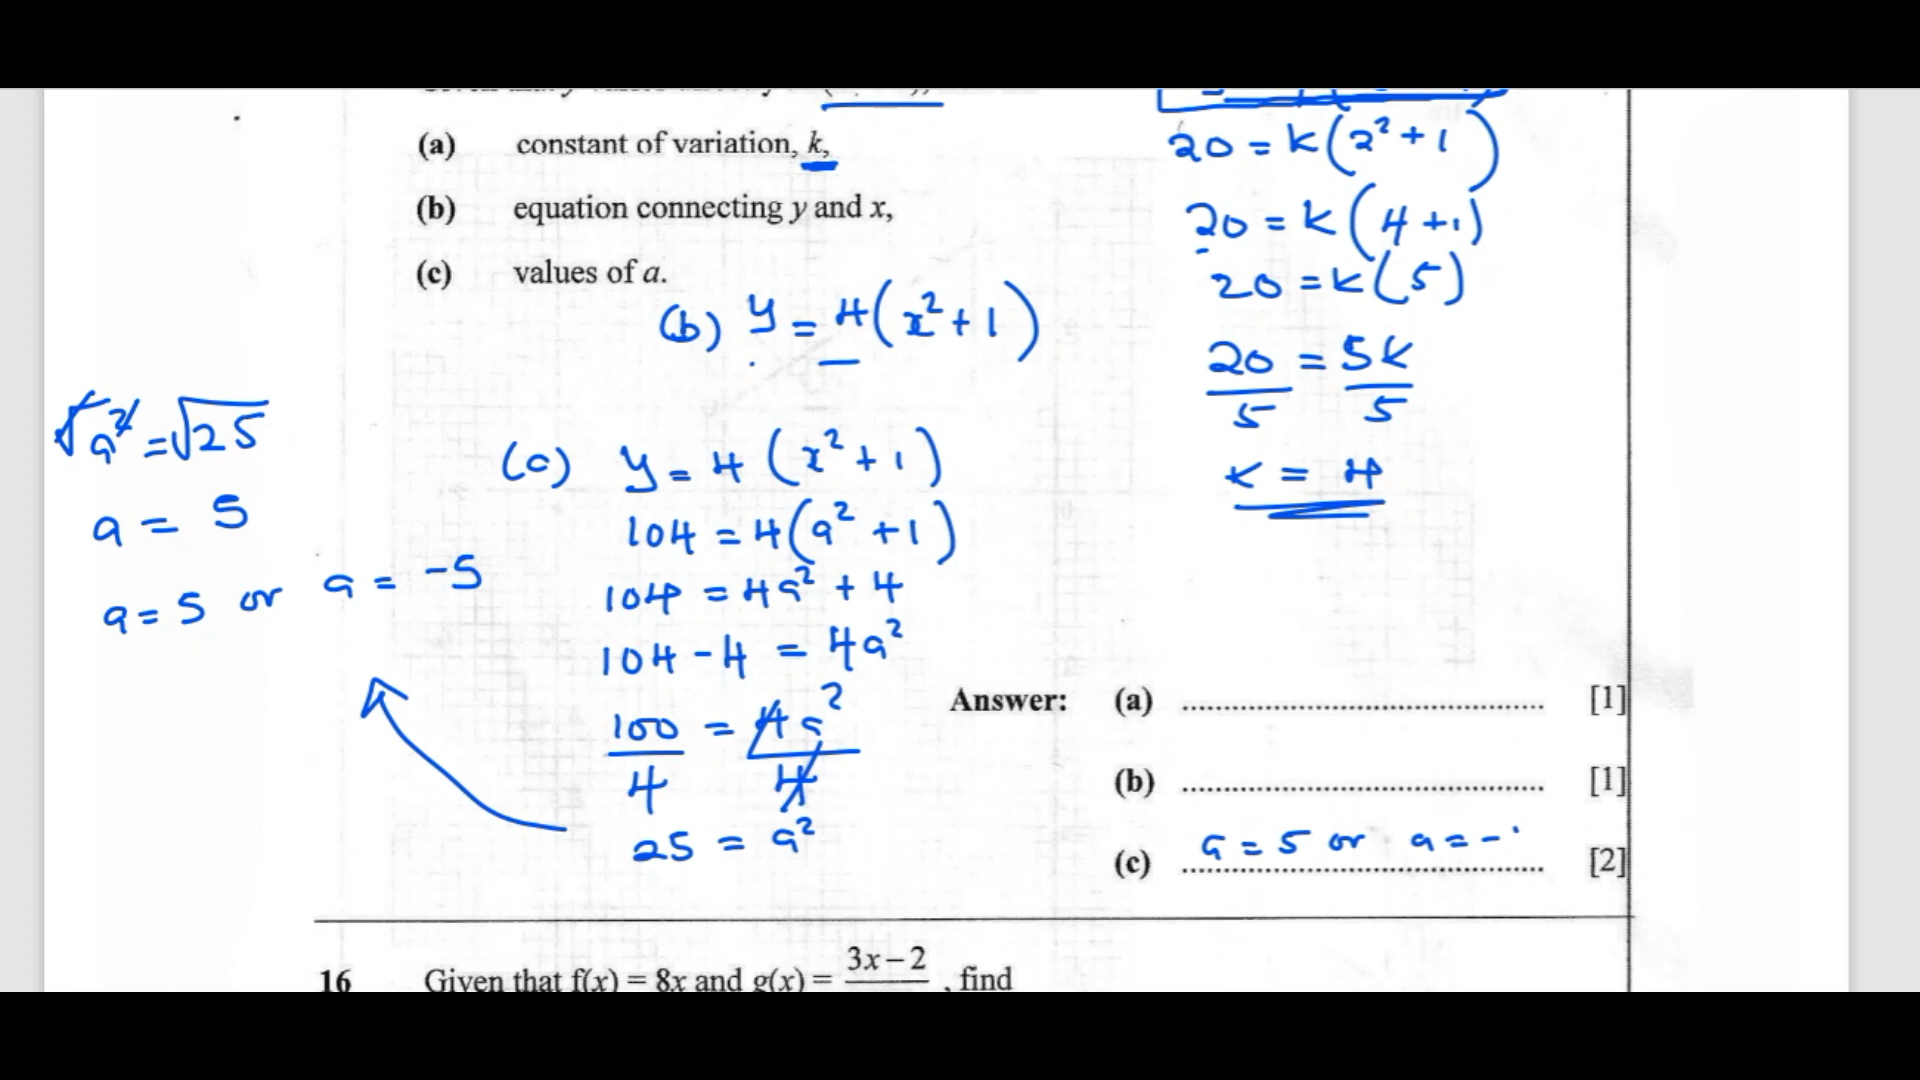 (a) constant of variation, k,
(b) equation connecting y and x,
(c) values of a.
20 = k(2² + 1)
20 = k(4 + 1)
20 = k(5)
20/5 = 5k/5
k = 4
(b) y = 4(x² + 1)
(c) y = 4(x² + 1)
104 = 4(a² + 1)
104 = 4a² + 4
104 - 4 = 4a²
100/4 = 4a²/4
25 = a²
√a² = √25
a = 5
a = 5 or a = -5
Answer: (a) ........................................ [1]
(b) ........................................ [1]
(c) a = 5 or a = - [2]
16 Given that f(x) = 8x and g(x) = 3x – 2 , find